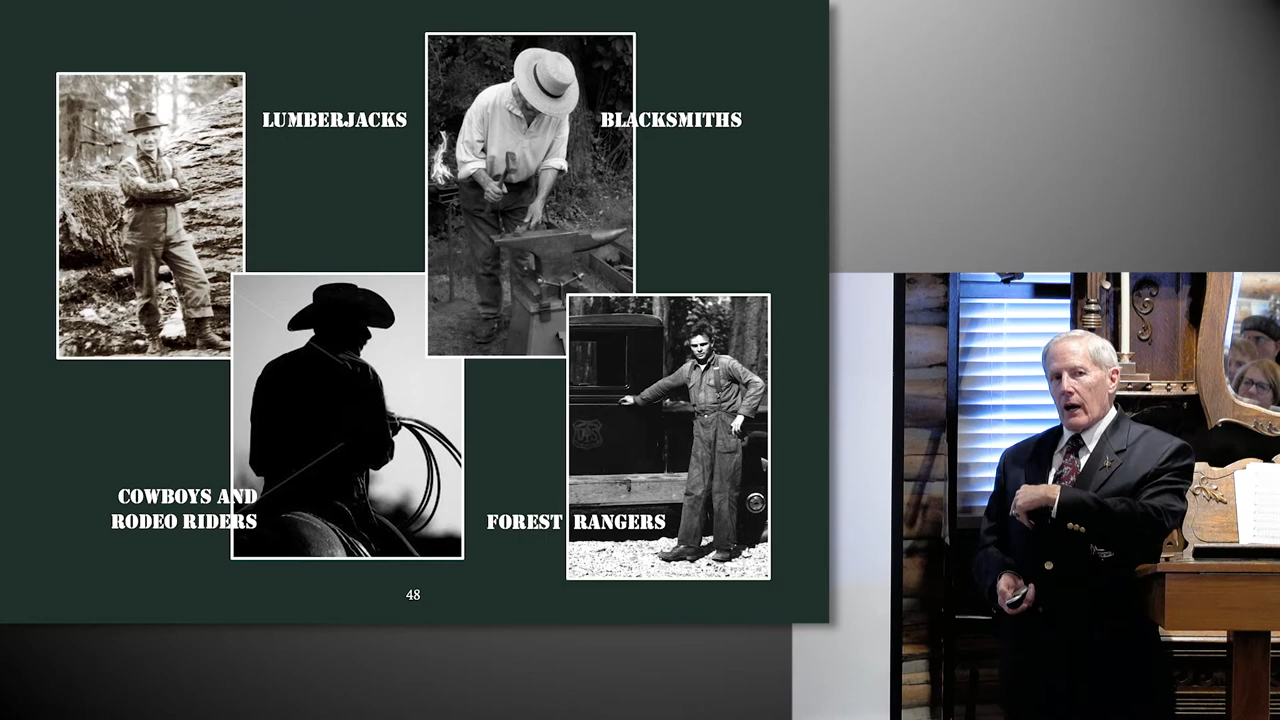 LUMBERJACKS
BLACKSMITHS
COWBOYS AND
RODEO RIDERS
FOREST RANGERS
48